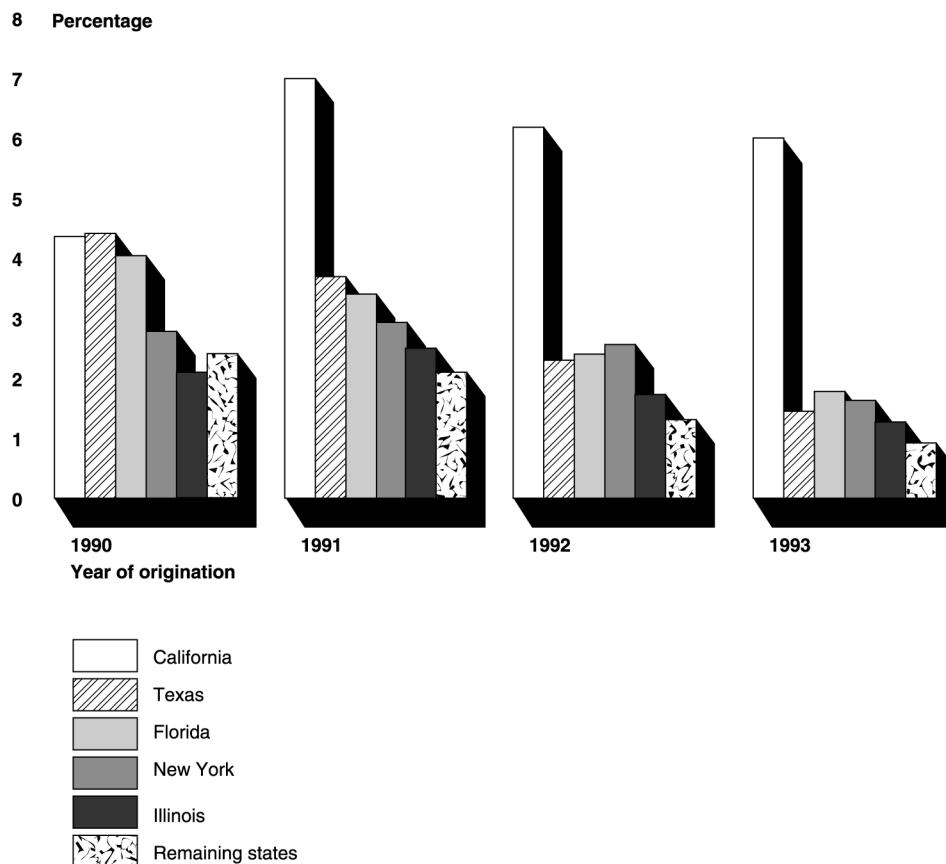 8 Percentage
7
6
5
4
3
2
1
0
1990 1991 1992 1993
Year of origination
California
Texas
Florida
New York
Illinois
Remaining states